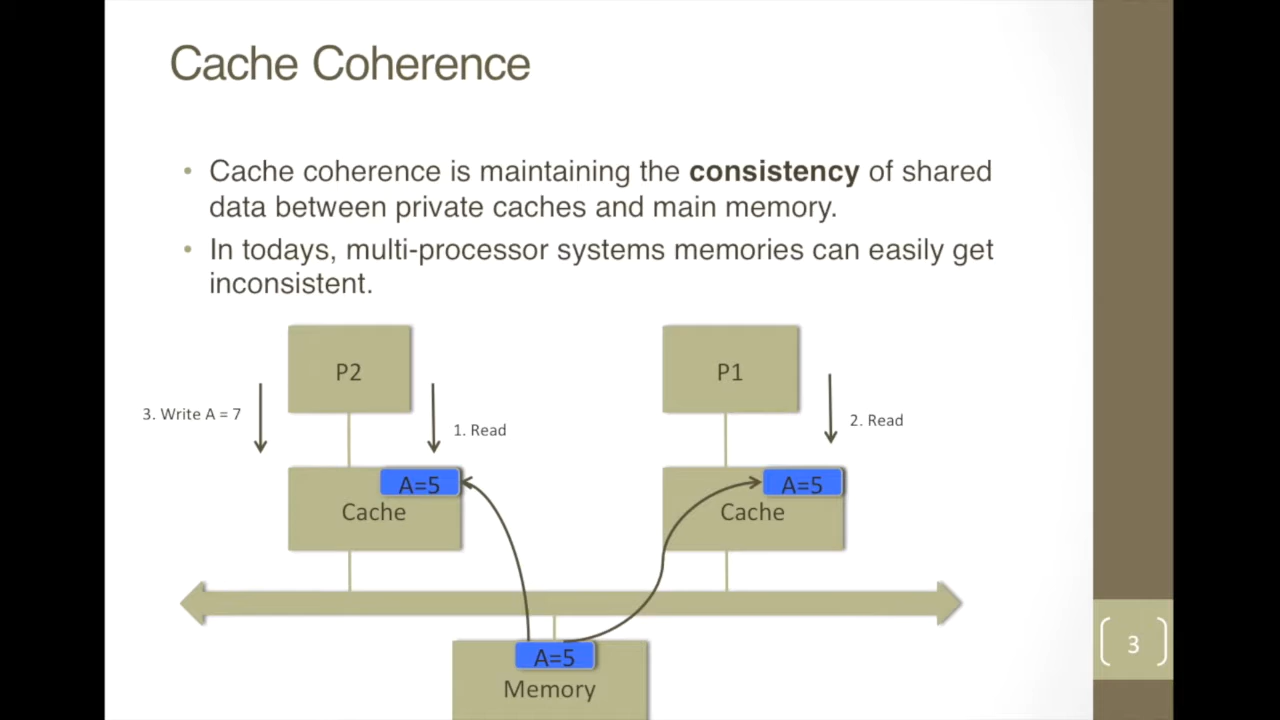 Cache Coherence
• Cache coherence is maintaining the consistency of shared
data between private caches and main memory.
• In todays, multi-processor systems memories can easily get
inconsistent.
P2
P1
3. Write A = 7
1. Read
2. Read
A=5
Cache
A=5
Cache
A=5
Memory
3